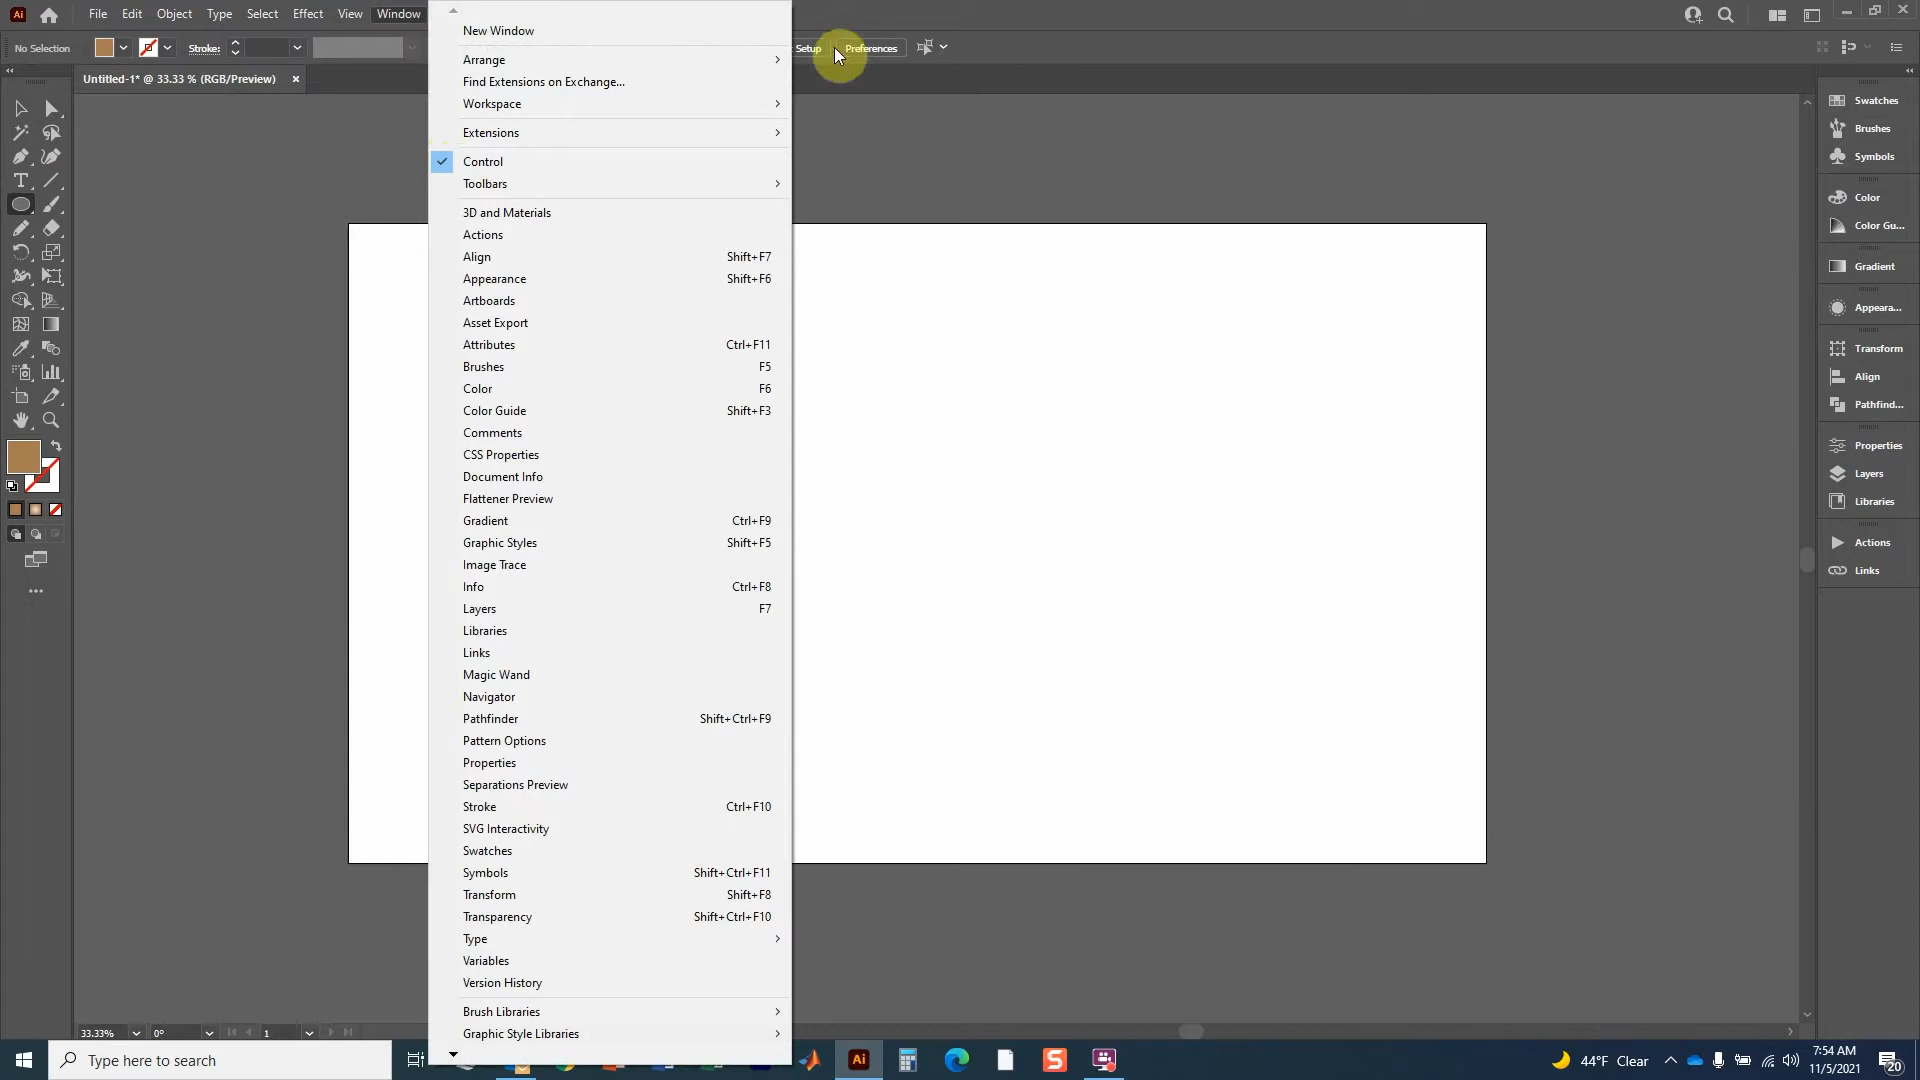 Ai File Edit Object Type Select Effect View Window
No Selection Stroke: Setup Preferences
Untitled-1* @ 33.33 % (RGB/Preview) ×
New Window
Arrange
Find Extensions on Exchange...
Workspace
Extensions
Control
Toolbars
3D and Materials
Actions
Align Shift+F7
Appearance Shift+F6
Artboards
Asset Export
Attributes Ctrl+F11
Brushes F5
Color F6
Color Guide Shift+F3
Comments
CSS Properties
Document Info
Flattener Preview
Gradient Ctrl+F9
Graphic Styles Shift+F5
Image Trace
Info Ctrl+F8
Layers F7
Libraries
Links
Magic Wand
Navigator
Pathfinder Shift+Ctrl+F9
Pattern Options
Properties
Separations Preview
Stroke Ctrl+F10
SVG Interactivity
Swatches
Symbols Shift+Ctrl+F11
Transform Shift+F8
Transparency Shift+Ctrl+F10
Type
Variables
Version History
Brush Libraries
Graphic Style Libraries
Swatches
Brushes
Symbols
Color
Color Gu...
Gradient
Appeara...
Transform
Align
Pathfind...
Properties
Layers
Libraries
Actions
Links
33.33% 0° 1
Type here to search
Ai
S
44°F Clear
7:54 AM
11/5/2021
20